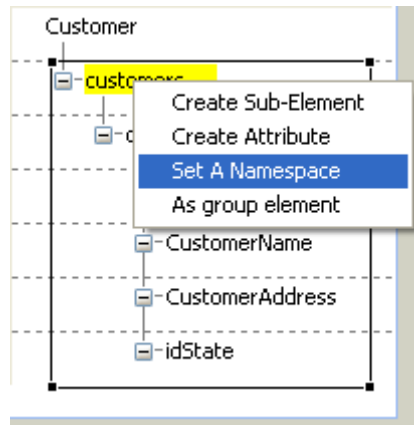 Customer
customers
Create Sub-Element
Create Attribute
Set A Namespace
As group element
CustomerName
CustomerAddress
idState